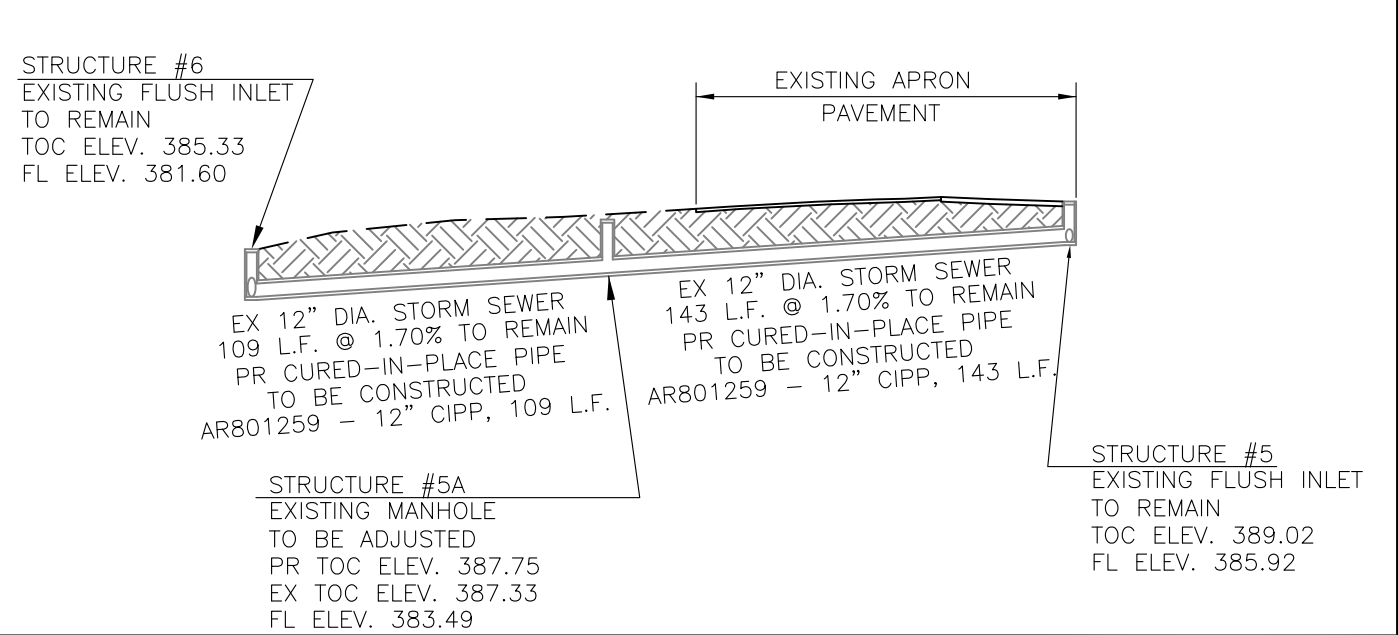 STRUCTURE #6
EXISTING FLUSH INLET
TO REMAIN
TOC ELEV. 385.33
FL ELEV. 381.60
EXISTING APRON
PAVEMENT
EX 12” DIA. STORM SEWER
109 L.F. @ 1.70% TO REMAIN
PR CURED-IN-PLACE PIPE
TO BE CONSTRUCTED
AR801259 - 12” CIPP, 109 L.F.
EX 12” DIA. STORM SEWER
143 L.F. @ 1.70% TO REMAIN
PR CURED-IN-PLACE PIPE
TO BE CONSTRUCTED
AR801259 - 12” CIPP, 143 L.F.
STRUCTURE #5A
EXISTING MANHOLE
TO BE ADJUSTED
PR TOC ELEV. 387.75
EX TOC ELEV. 387.33
FL ELEV. 383.49
STRUCTURE #5
EXISTING FLUSH INLET
TO REMAIN
TOC ELEV. 389.02
FL ELEV. 385.92